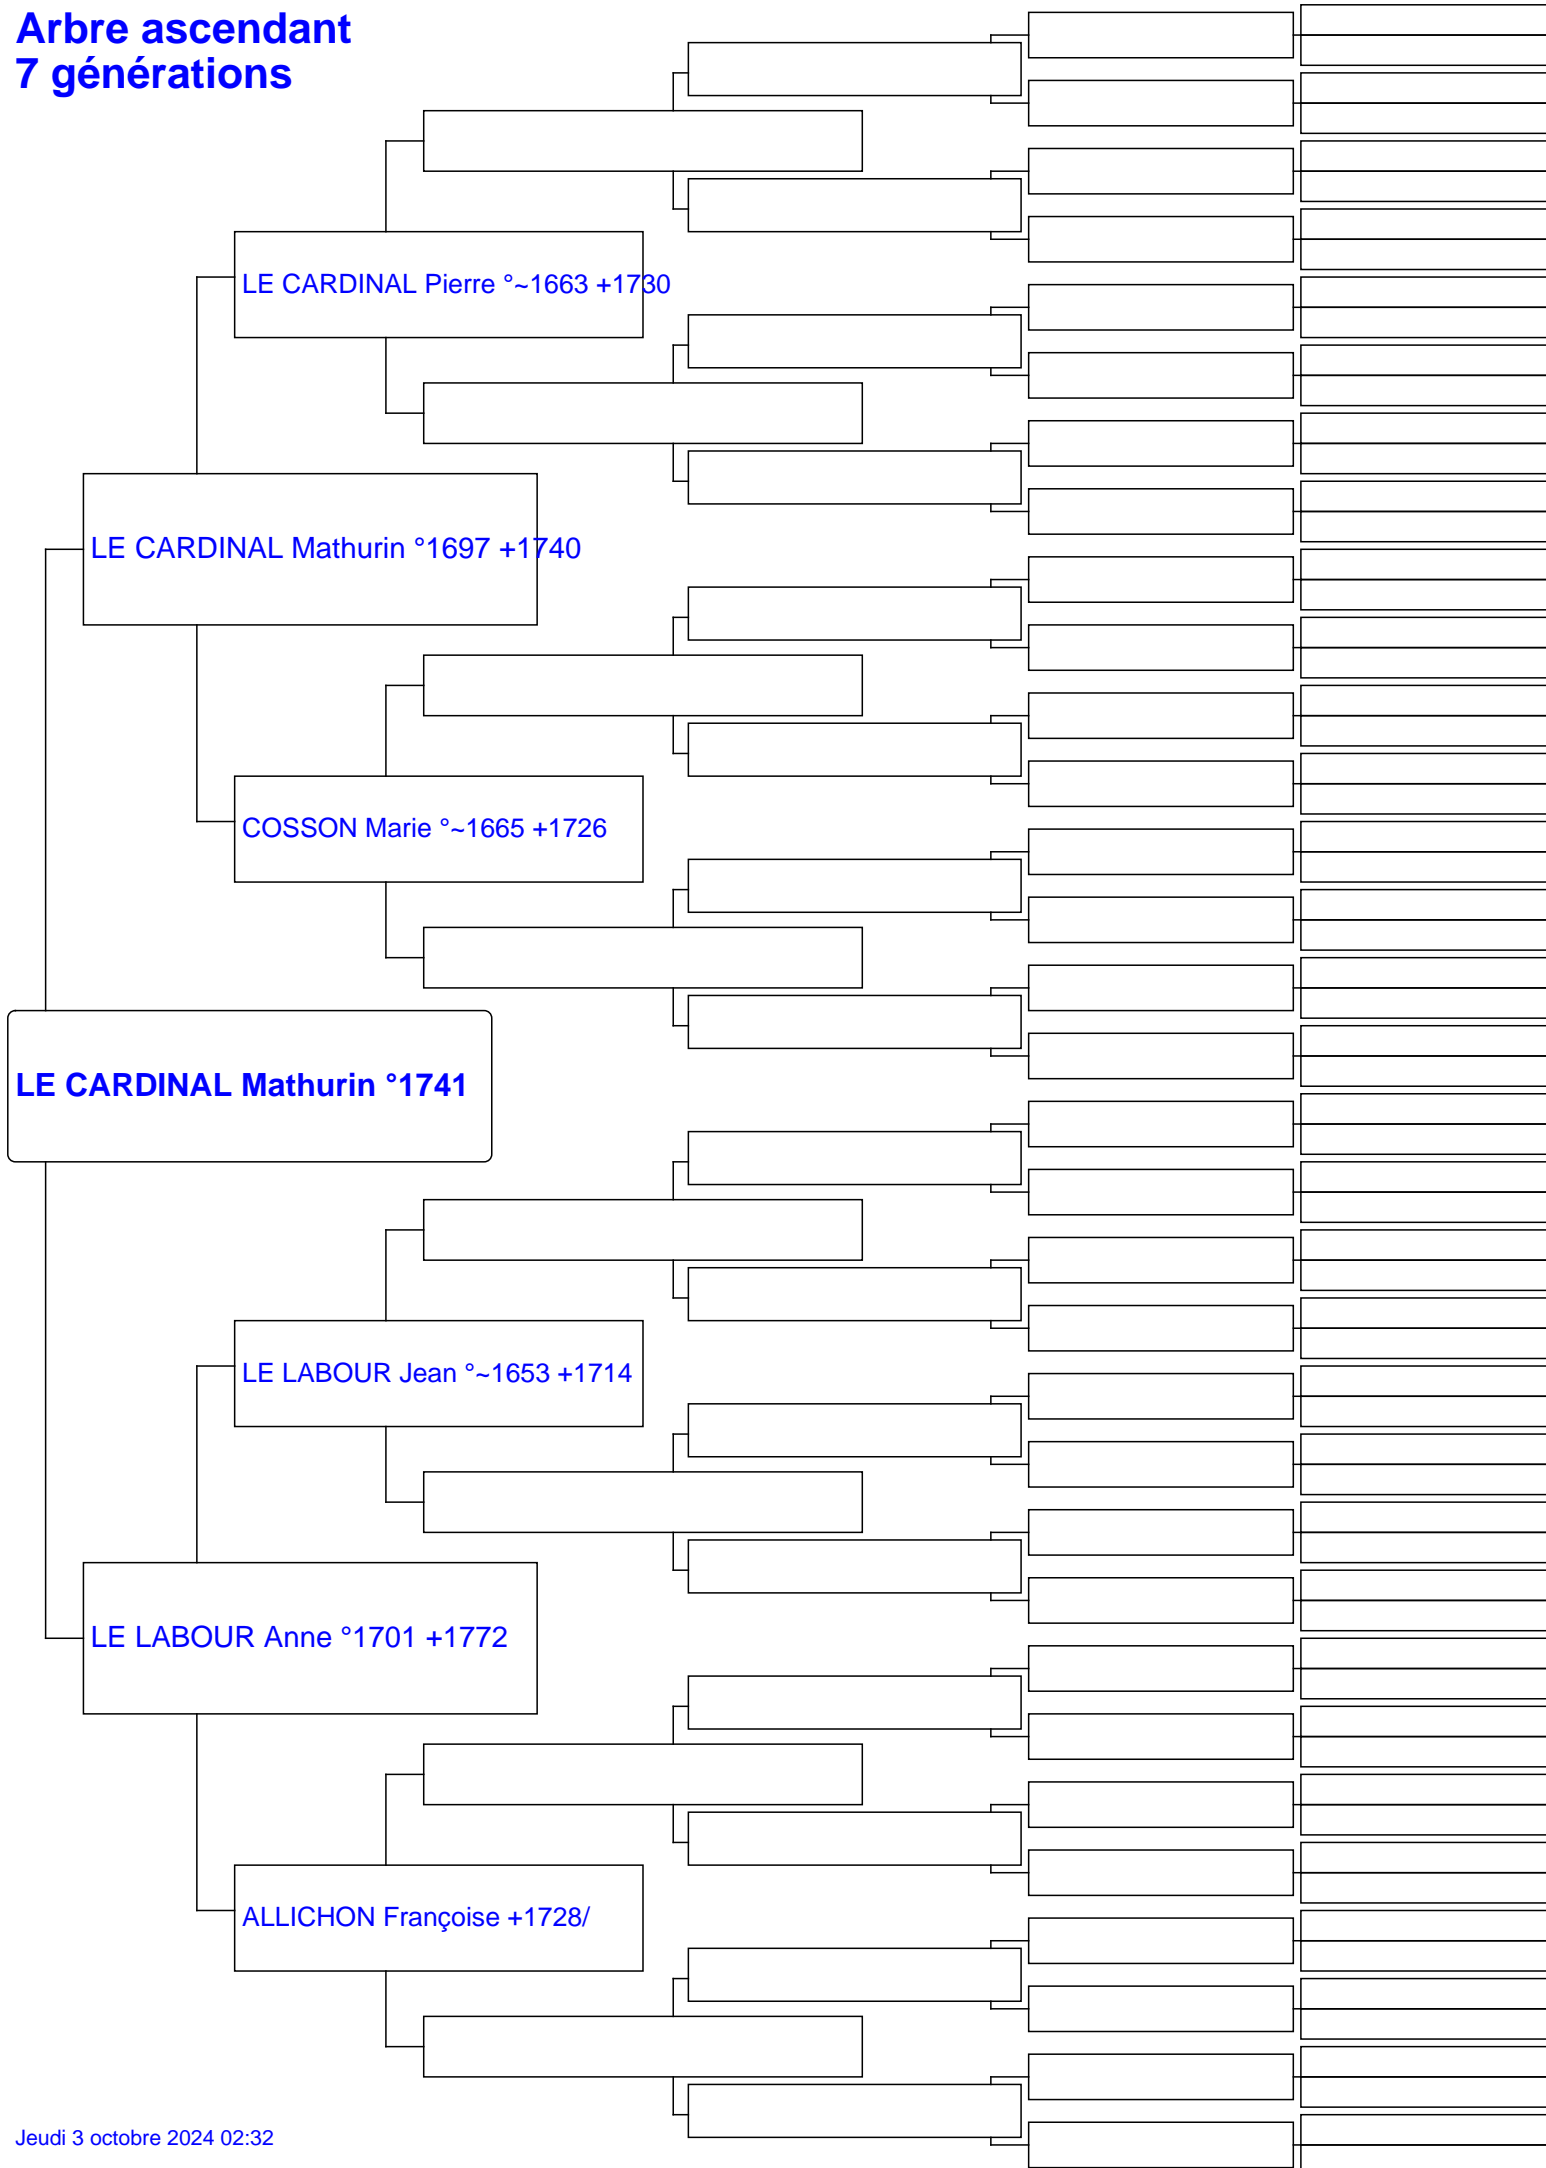 Arbre ascendant
7 générations
LE CARDINAL Pierre °~1663 +1730
LE CARDINAL Mathurin °1697 +1740
COSSON Marie °~1665 +1726
LE CARDINAL Mathurin °1741
LE LABOUR Jean °~1653 +1714
LE LABOUR Anne °1701 +1772
ALLICHON Françoise +1728/
Jeudi 3 octobre 2024 02:32